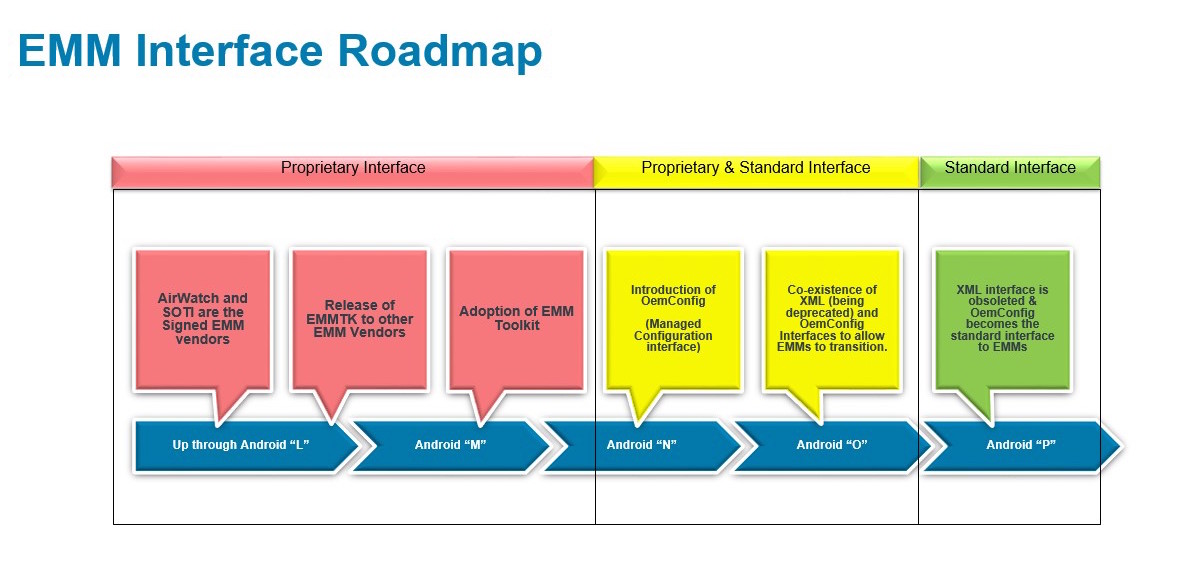 EMM Interface Roadmap
Proprietary Interface
Proprietary & Standard Interface
Standard Interface
AirWatch and
SOTI are the
Signed EMM
vendors
Release of
EMMTK to other
EMM Vendors
Adoption of EMM
Toolkit
Introduction of
OemConfig
(Managed
Configuration
interface)
Co-existence of
XML (being
deprecated) and
OemConfig
Interfaces to allow
EMMs to transition.
XML interface is
obsoleted &
OemConfig
becomes the
standard interface
to EMMs
Up through Android “L”
Android “M”
Android “N”
Android “O”
Android “P”